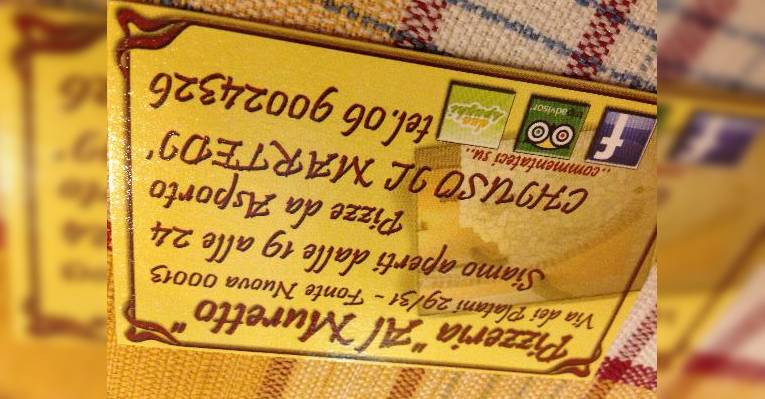 Pizzeria "Al Muretto"
Via dei Platani 29/31 - Fonte Nuova 00013
Siamo aperti dalle 19 alle 24
Pizze da Asporto
CHIUSO IL MARTEDI'
..commentateci su..
tel.06 90024326
f
advisor